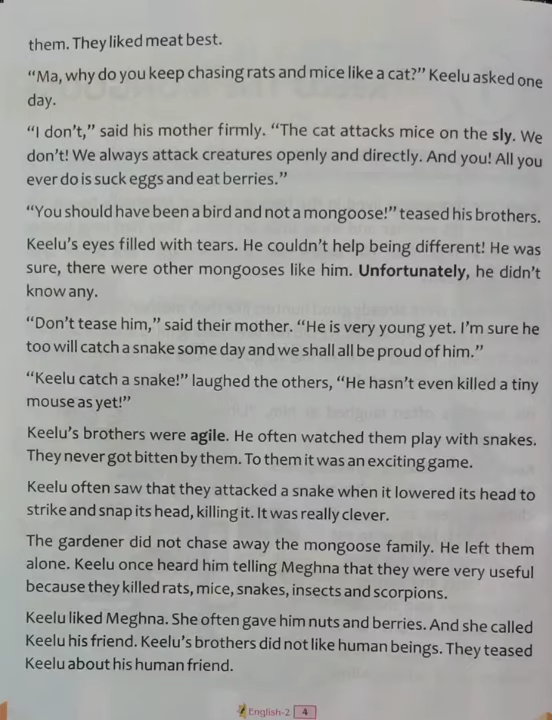 them. They liked meat best.
“Ma, why do you keep chasing rats and mice like a cat?” Keelu asked one
day.
“I don’t,” said his mother firmly. “The cat attacks mice on the sly. We
don’t! We always attack creatures openly and directly. And you! All you
ever do is suck eggs and eat berries.”
“You should have been a bird and not a mongoose!” teased his brothers.
Keelu’s eyes filled with tears. He couldn’t help being different! He was
sure, there were other mongooses like him. Unfortunately, he didn’t
know any.
“Don’t tease him,” said their mother. “He is very young yet. I’m sure he
too will catch a snake some day and we shall all be proud of him.”
“Keelu catch a snake!” laughed the others, “He hasn’t even killed a tiny
mouse as yet!”
Keelu’s brothers were agile. He often watched them play with snakes.
They never got bitten by them. To them it was an exciting game.
Keelu often saw that they attacked a snake when it lowered its head to
strike and snap its head, killing it. It was really clever.
The gardener did not chase away the mongoose family. He left them
alone. Keelu once heard him telling Meghna that they were very useful
because they killed rats, mice, snakes, insects and scorpions.
Keelu liked Meghna. She often gave him nuts and berries. And she called
Keelu his friend. Keelu’s brothers did not like human beings. They teased
Keelu about his human friend.
English-2 4